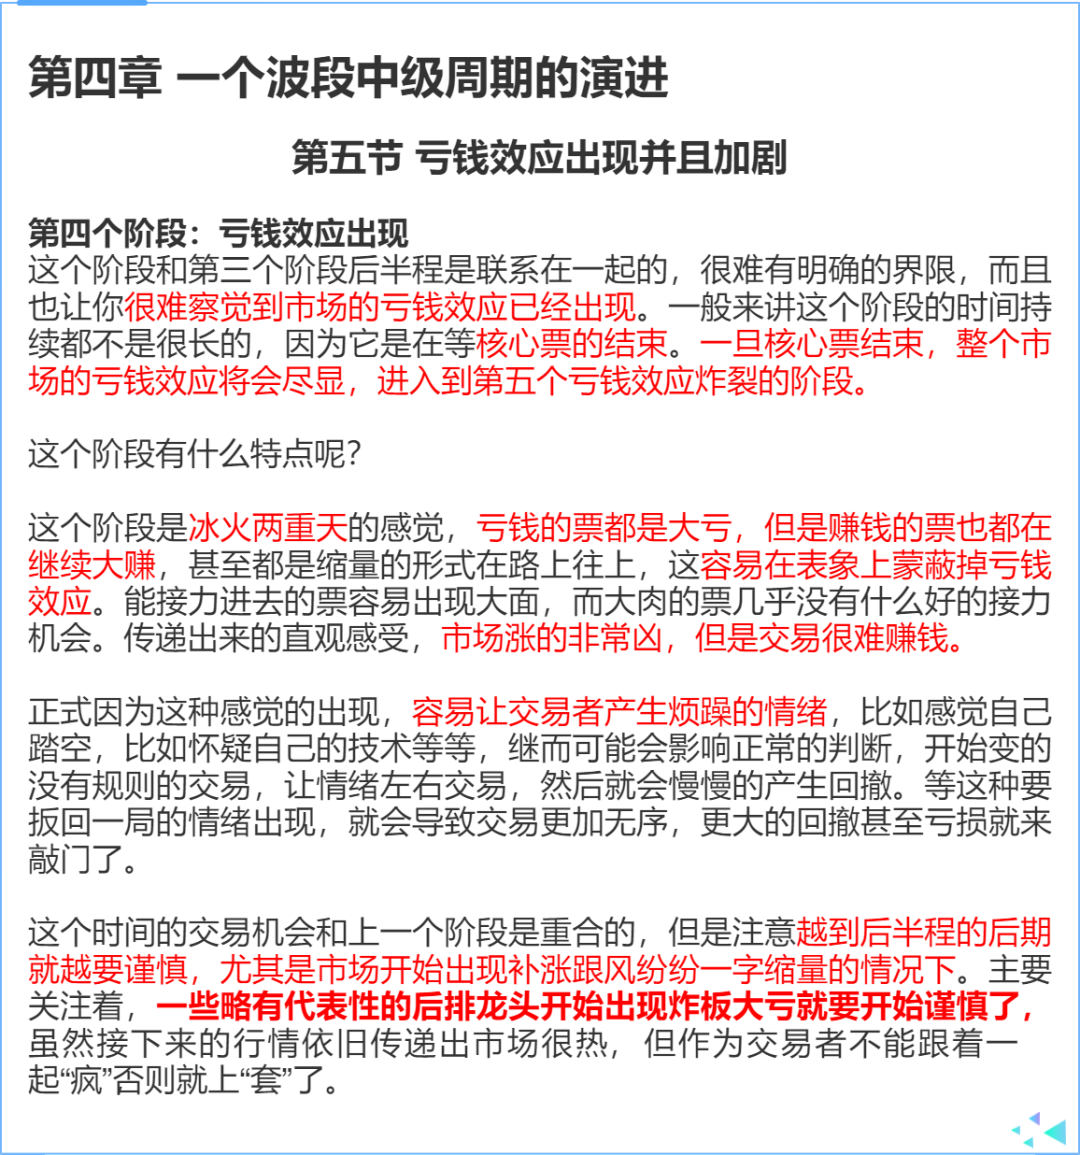 第四章 一个波段中级周期的演进
第五节 亏钱效应出现并且加剧
第四个阶段：亏钱效应出现
这个阶段和第三个阶段后半程是联系在一起的，很难有明确的界限，而且
也让你很难察觉到市场的亏钱效应已经出现。一般来讲这个阶段的时间持
续都不是很长的，因为它是在等核心票的结束。一旦核心票结束，整个市
场的亏钱效应将会尽显，进入到第五个亏钱效应炸裂的阶段。
这个阶段有什么特点呢？
这个阶段是冰火两重天的感觉，亏钱的票都是大亏，但是赚钱的票也都在
继续大赚，甚至都是缩量的形式在路上往上，这容易在表象上蒙蔽掉亏钱
效应。能接力进去的票容易出现大面，而大肉的票几乎没有什么好的接力
机会。传递出来的直观感受，市场涨的非常凶，但是交易很难赚钱。
正式因为这种感觉的出现，容易让交易者产生烦躁的情绪，比如感觉自己
踏空，比如怀疑自己的技术等等，继而可能会影响正常的判断，开始变的
没有规则的交易，让情绪左右交易，然后就会慢慢的产生回撤。等这种要
扳回一局的情绪出现，就会导致交易更加无序，更大的回撤甚至亏损就来
敲门了。
这个时间的交易机会和上一个阶段是重合的，但是注意越到后半程的后期
就越要谨慎，尤其是市场开始出现补涨跟风纷纷一字缩量的情况下。主要
关注着，一些略有代表性的后排龙头开始出现炸板大亏就要开始谨慎了，
虽然接下来的行情依旧传递出市场很热，但作为交易者不能跟着一
起“疯”，否则就上“套”了。